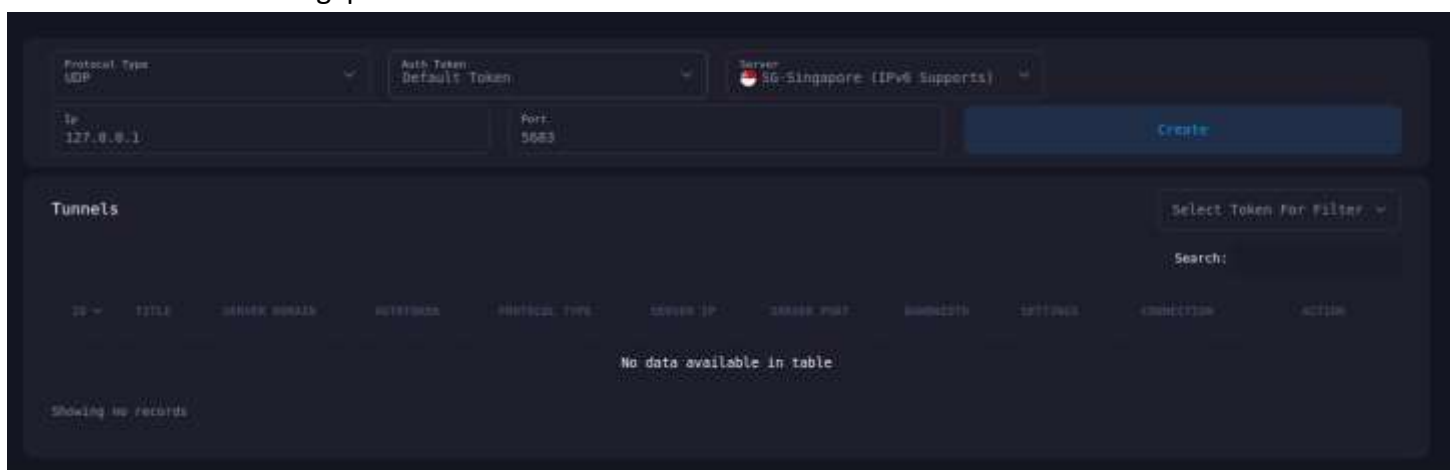 Protocol Type
UDP
Auth Token
Default Token
Server
SG-Singapore (IPv6 Supports)
Ip
127.0.0.1
Port
5683
Create
Tunnels
Select Token For Filter
Search:
ID TITLE SERVER DOMAIN AUTHTOKEN PROTOCOL TYPE SERVER IP SERVER PORT BANDWIDTH SETTINGS CONNECTION ACTION
No data available in table
Showing no records